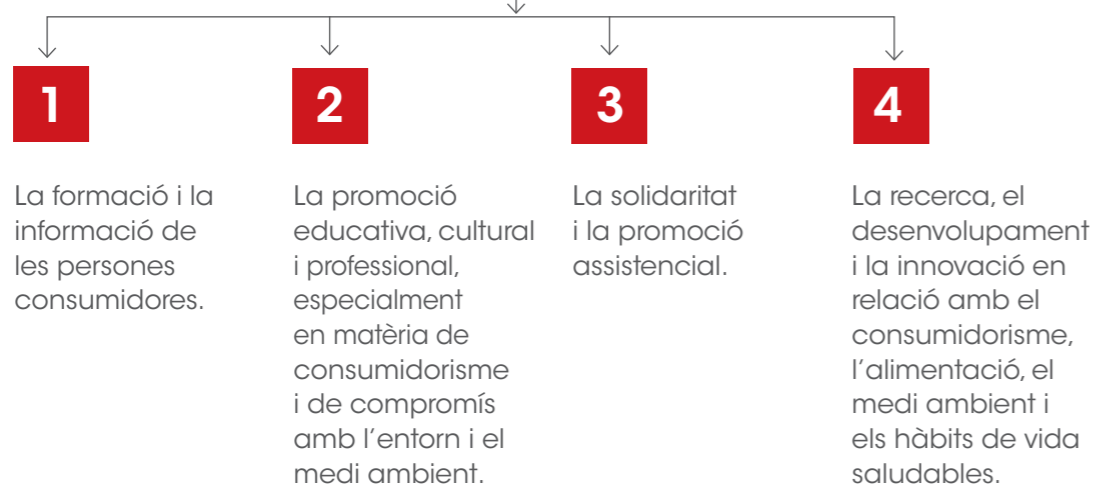 1
La formació i la
informació de
les persones
consumidores.
2
La promoció
educativa, cultural
i professional,
especialment
en matèria de
consumidorisme
i de compromís
amb l'entorn i el
medi ambient.
3
La solidaritat
i la promoció
assistencial.
4
La recerca, el
desenvolupament
i la innovació en
relació amb el
consumidorisme,
l'alimentació, el
medi ambient i
els hàbits de vida
saludables.